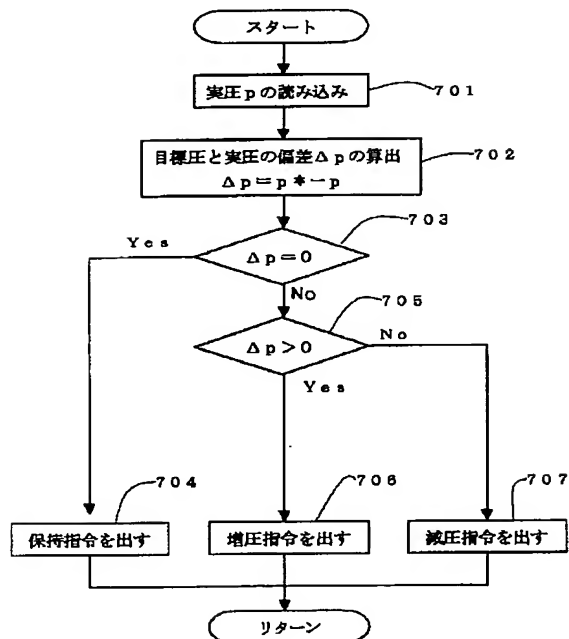 スタート
実圧pの読み込み
701
目標圧と実圧の偏差Δpの算出
Δp=p*-p
702
703
Yes
Δp=0
No
705
Δp>0
No
Yes
704
706
707
保持指令を出す
増圧指令を出す
減圧指令を出す
リターン